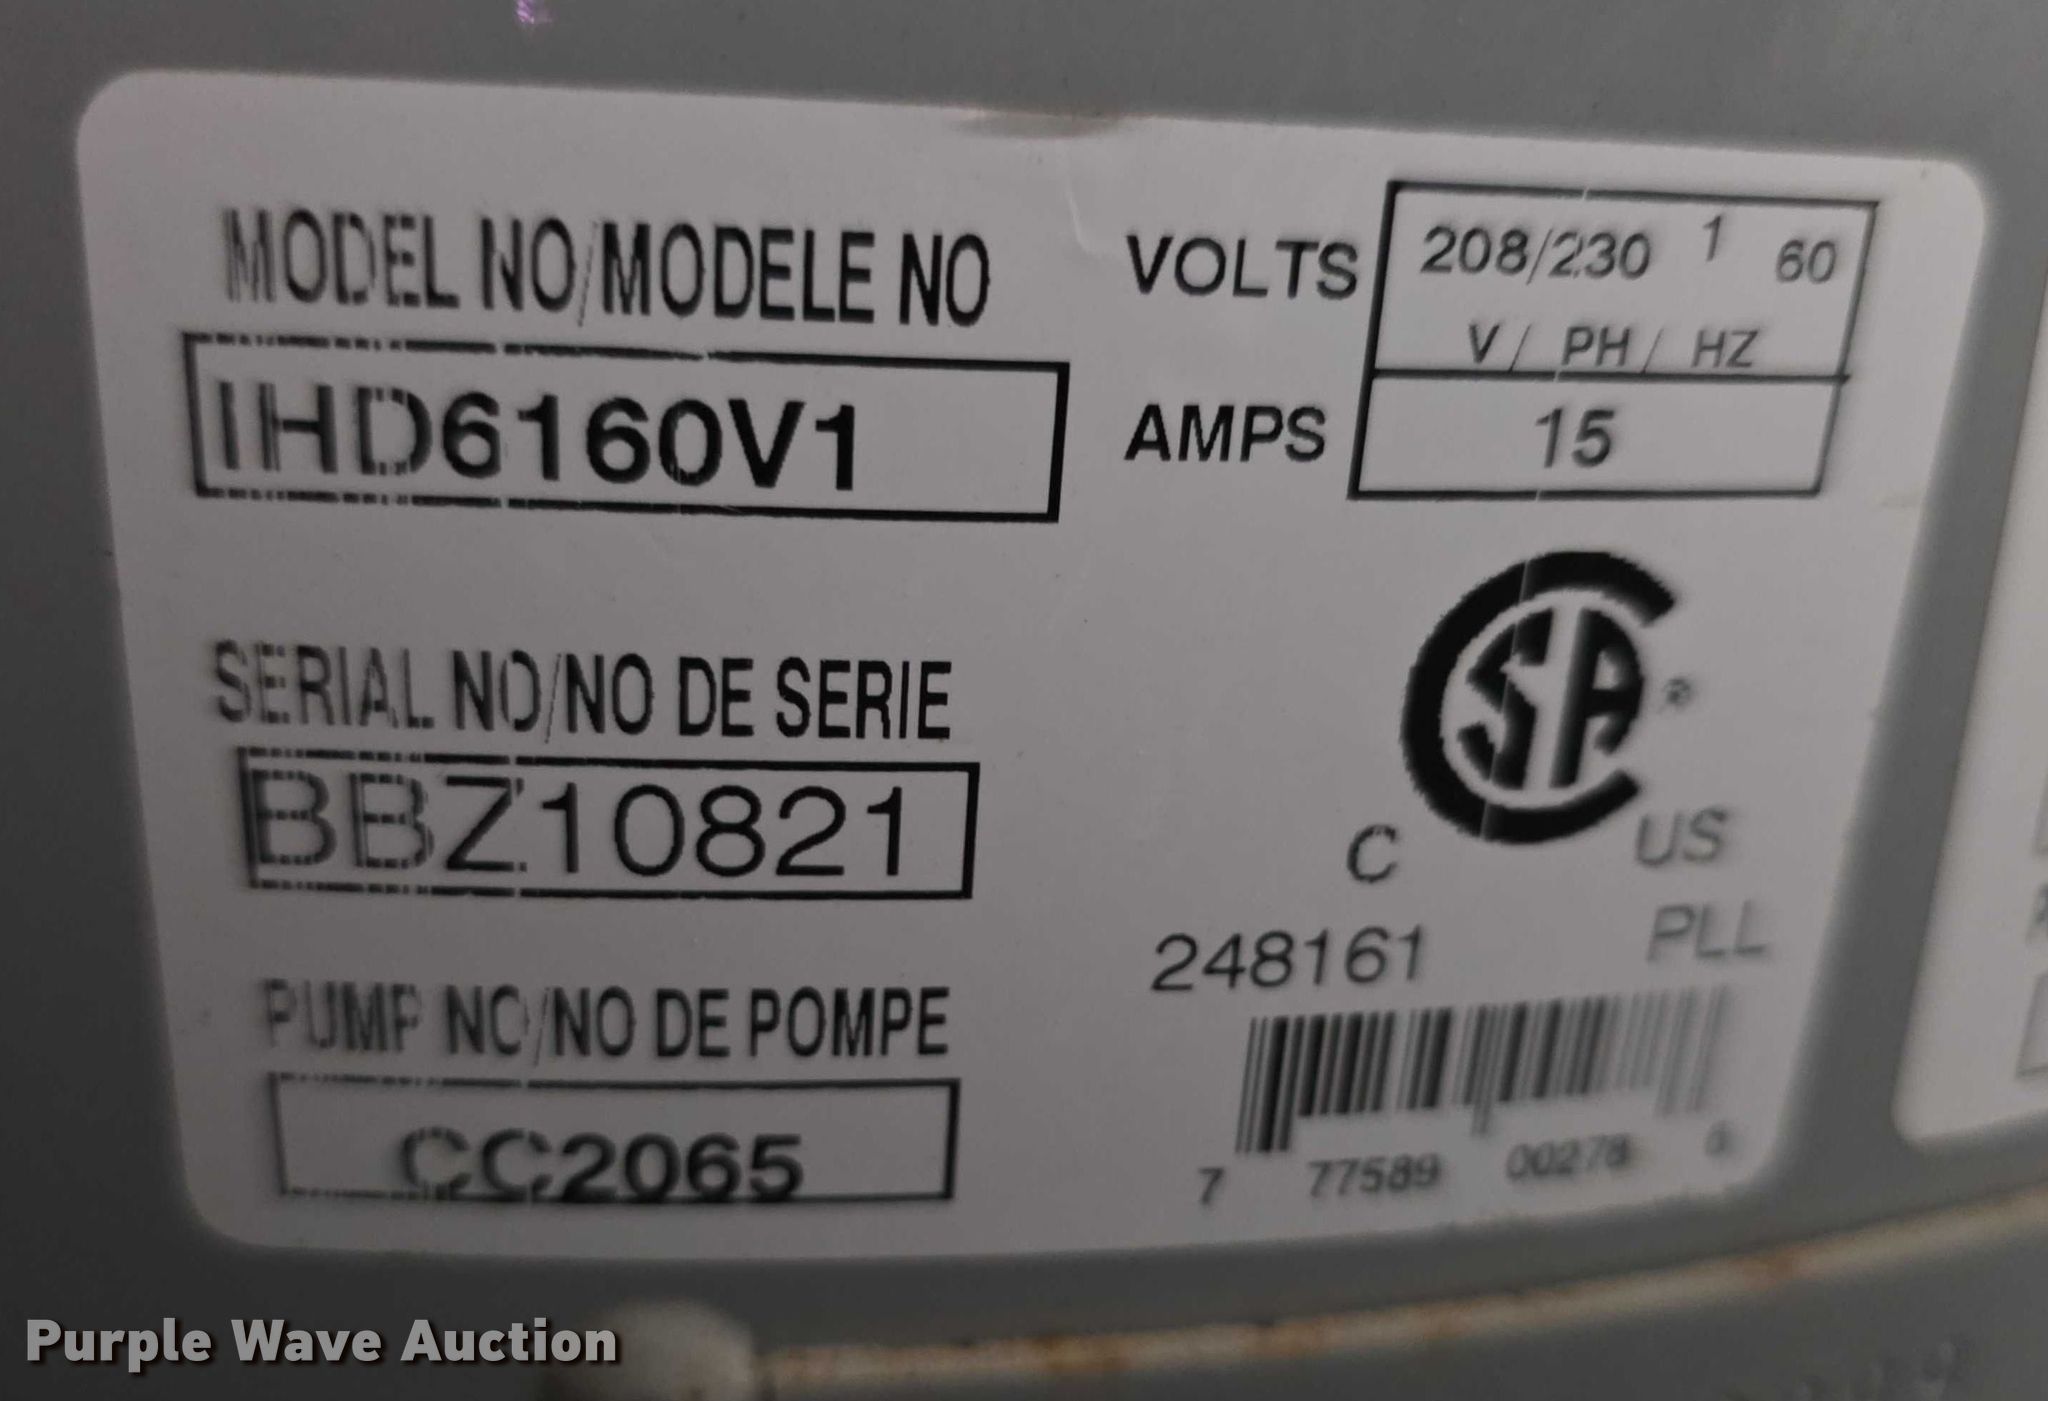 MODEL NO/MODELE NO
IHD6160V1
SERIAL NO/NO DE SERIE
BBZ10821
PUMP NO/NO DE POMPE
CC2065
VOLTS 208/230 1 60
V / PH / HZ
AMPS 15
CSA ®
C US
248161 PLL
7 77589 00278
Purple Wave Auction